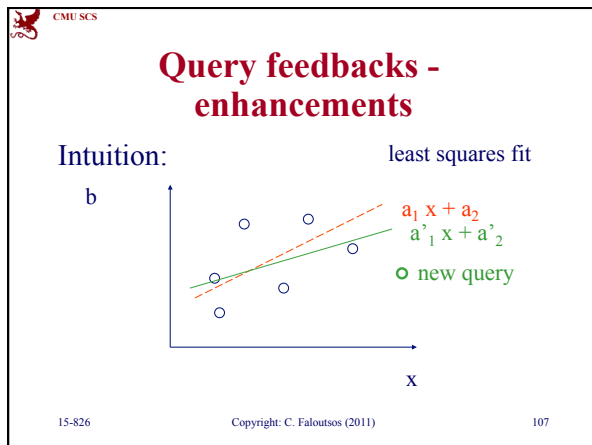 CMU SCS
Query feedbacks -
enhancements
Intuition:
least squares fit
b
a₁ x + a₂
a’₁ x + a’₂
new query
x
15-826
Copyright: C. Faloutsos (2011)
107